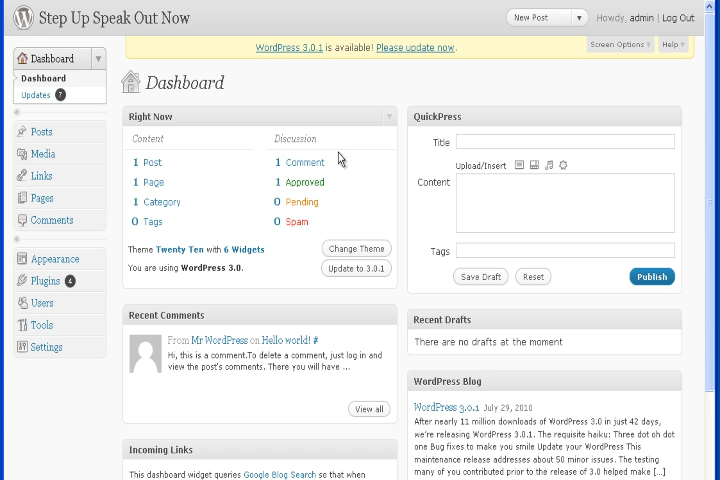 Step Up Speak Out Now
New Post
Howdy, admin | Log Out
WordPress 3.0.1 is available! Please update now.
Screen Options
Help
Dashboard
Dashboard
Updates 7
Posts
Media
Links
Pages
Comments
Appearance
Plugins 4
Users
Tools
Settings
Dashboard
Right Now
Content
Discussion
1 Post
1 Comment
1 Page
1 Approved
1 Category
0 Pending
0 Tags
0 Spam
Theme Twenty Ten with 6 Widgets
Change Theme
You are using WordPress 3.0.
Update to 3.0.1
Recent Comments
From Mr WordPress on Hello world! #
Hi, this is a comment.To delete a comment, just log in and
view the post's comments. There you will have ...
View all
Incoming Links
This dashboard widget queries Google Blog Search so that when
QuickPress
Title
Upload/Insert
Content
Tags
Save Draft
Reset
Publish
Recent Drafts
There are no drafts at the moment
WordPress Blog
WordPress 3.0.1 July 29, 2010
After nearly 11 million downloads of WordPress 3.0 in just 42 days,
we're releasing WordPress 3.0.1. The requisite haiku: Three dot oh dot
one Bug fixes to make you smile Update your WordPress This
maintenance release addresses about 50 minor issues. The testing
many of you contributed prior to the release of 3.0 helped make [...]